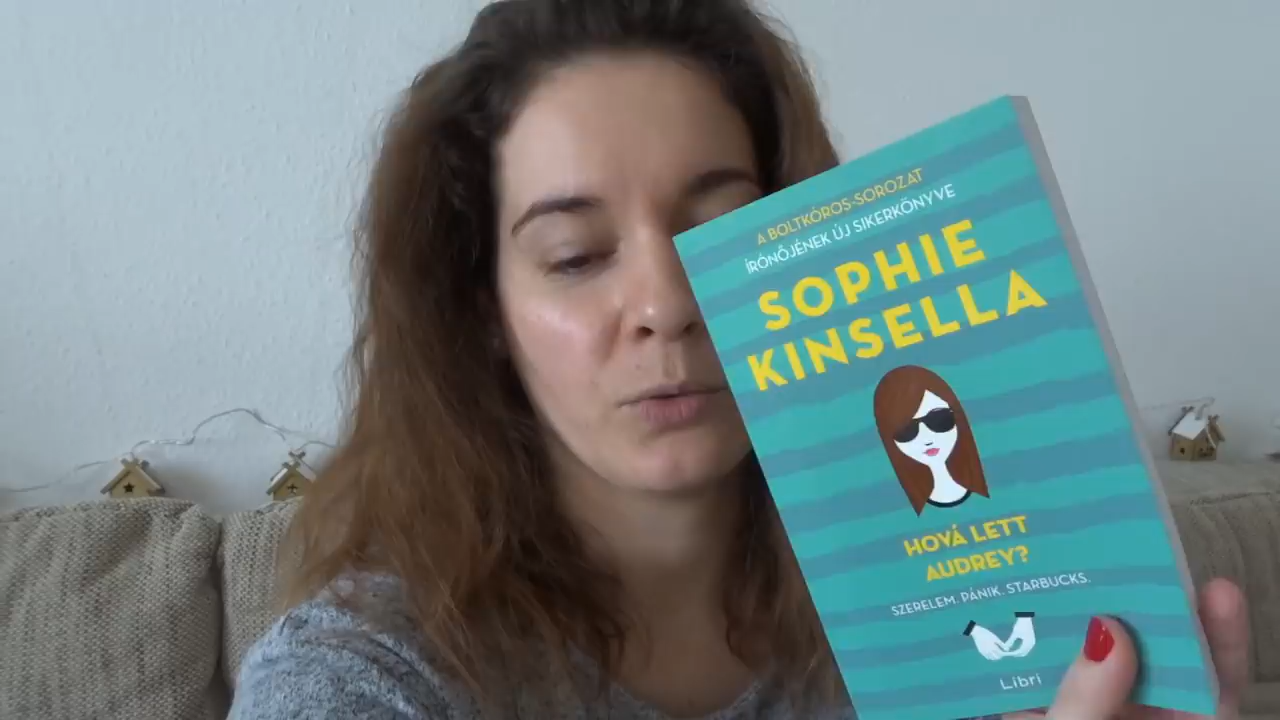 A BOLTKÓROS-SOROZAT
ÍRÓNŐJÉNEK ÚJ SIKERKÖNYVE
SOPHIE
KINSELLA
HOVÁ LETT
AUDREY?
SZERELEM. PÁNIK. STARBUCKS.
Libri